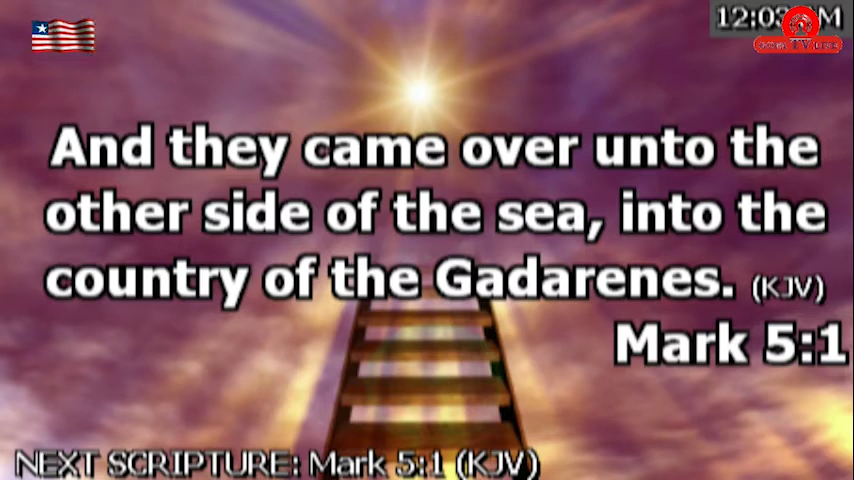 And they came over unto the
other side of the sea, into the
country of the Gadarenes. (KJV)
Mark 5:1
NEXT SCRIPTURE: Mark 5:1 (KJV)
12:03
TV